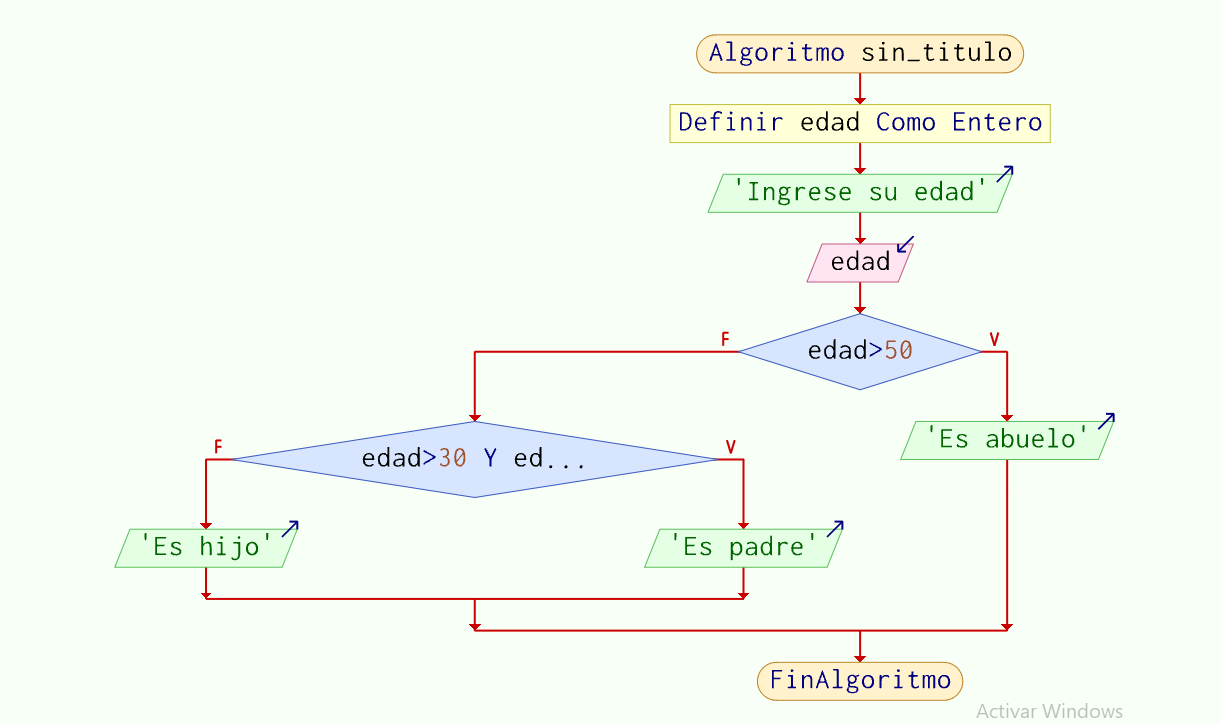 Algoritmo sin_titulo
Definir edad Como Entero
'Ingrese su edad'
edad
edad>50
F
V
'Es abuelo'
edad>30 Y ed...
F
V
'Es hijo'
'Es padre'
FinAlgoritmo
Activar Windows